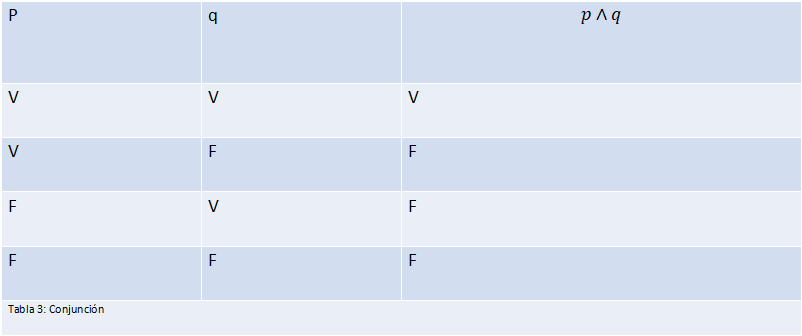 P q p ∧ q
V V V
V F F
F V F
F F F
Tabla 3: Conjunción